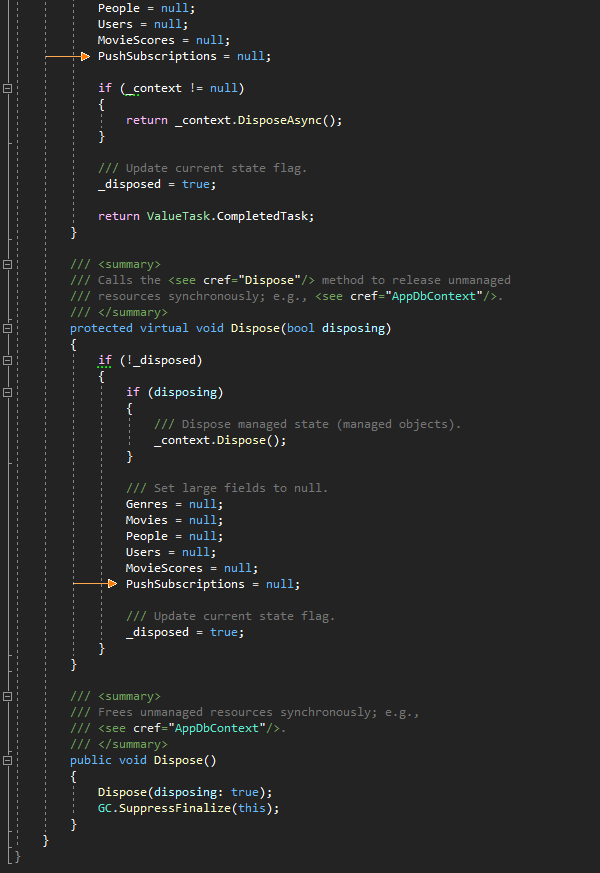 People = null;
Users = null;
MovieScores = null;
PushSubscriptions = null;
if (_context != null)
{
return _context.DisposeAsync();
}
/// Update current state flag.
_disposed = true;
return ValueTask.CompletedTask;
}
/// <summary>
/// Calls the <see cref="Dispose"/> method to release unmanaged
/// resources synchronously; e.g., <see cref="AppDbContext"/>.
/// </summary>
protected virtual void Dispose(bool disposing)
{
if (!_disposed)
{
if (disposing)
{
/// Dispose managed state (managed objects).
_context.Dispose();
}
/// Set large fields to null.
Genres = null;
Movies = null;
People = null;
Users = null;
MovieScores = null;
PushSubscriptions = null;
/// Update current state flag.
_disposed = true;
}
}
/// <summary>
/// Frees unmanaged resources synchronously; e.g.,
/// <see cref="AppDbContext"/>.
/// </summary>
public void Dispose()
{
Dispose(disposing: true);
GC.SuppressFinalize(this);
}
}
}